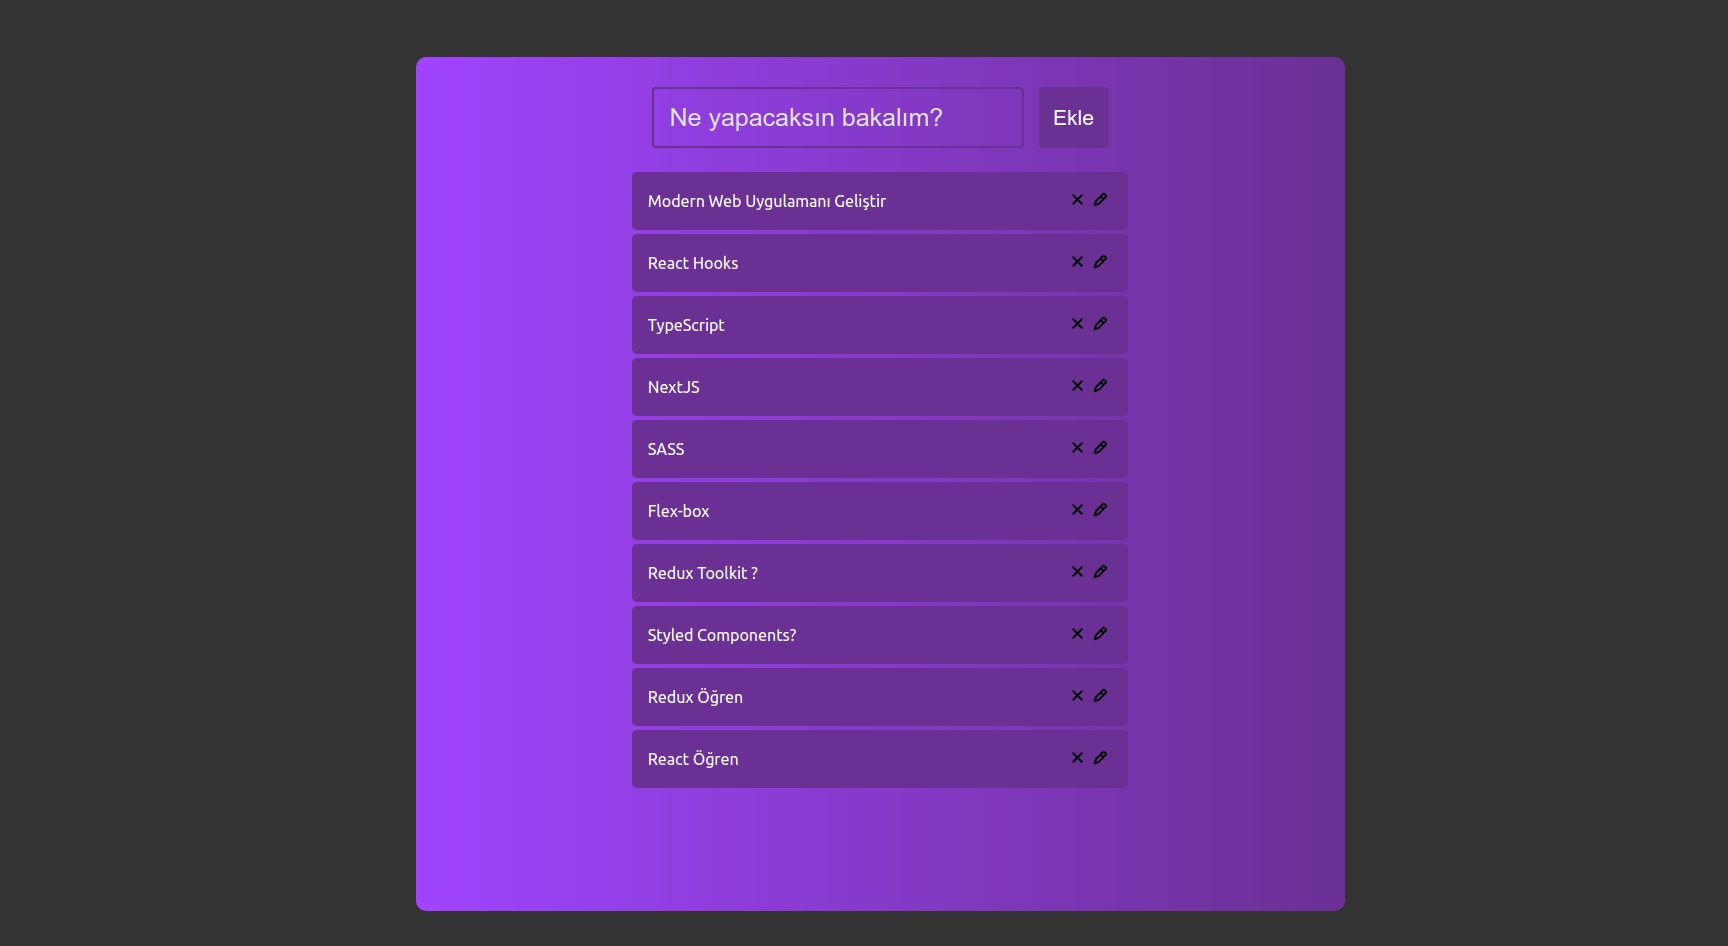 Ne yapacaksın bakalım?
Ekle
Modern Web Uygulamanı Geliştir
React Hooks
TypeScript
NextJS
SASS
Flex-box
Redux Toolkit ?
Styled Components?
Redux Öğren
React Öğren